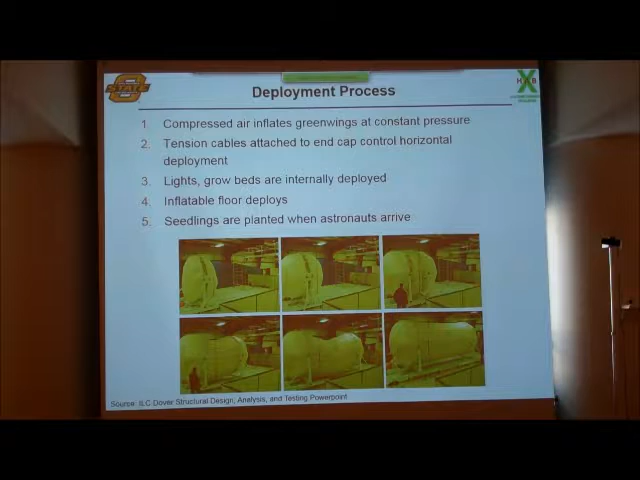 STATE
Deployment Process
1. Compressed air inflates greenwings at constant pressure
2. Tension cables attached to end cap control horizontal
deployment
3. Lights, grow beds are internally deployed
4. Inflatable floor deploys
5. Seedlings are planted when astronauts arrive
Source: ILC Dover Structural Design, Analysis, and Testing Powerpoint